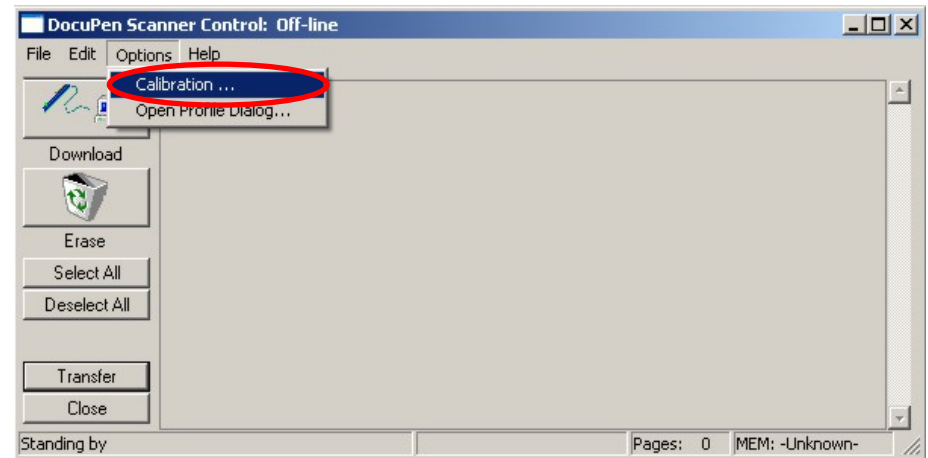 DocuPen Scanner Control: Off-line
File Edit Options Help
Calibration ...
Open Profile Dialog...
Download
Erase
Select All
Deselect All
Transfer
Close
Standing by
Pages: 0
MEM: -Unknown-